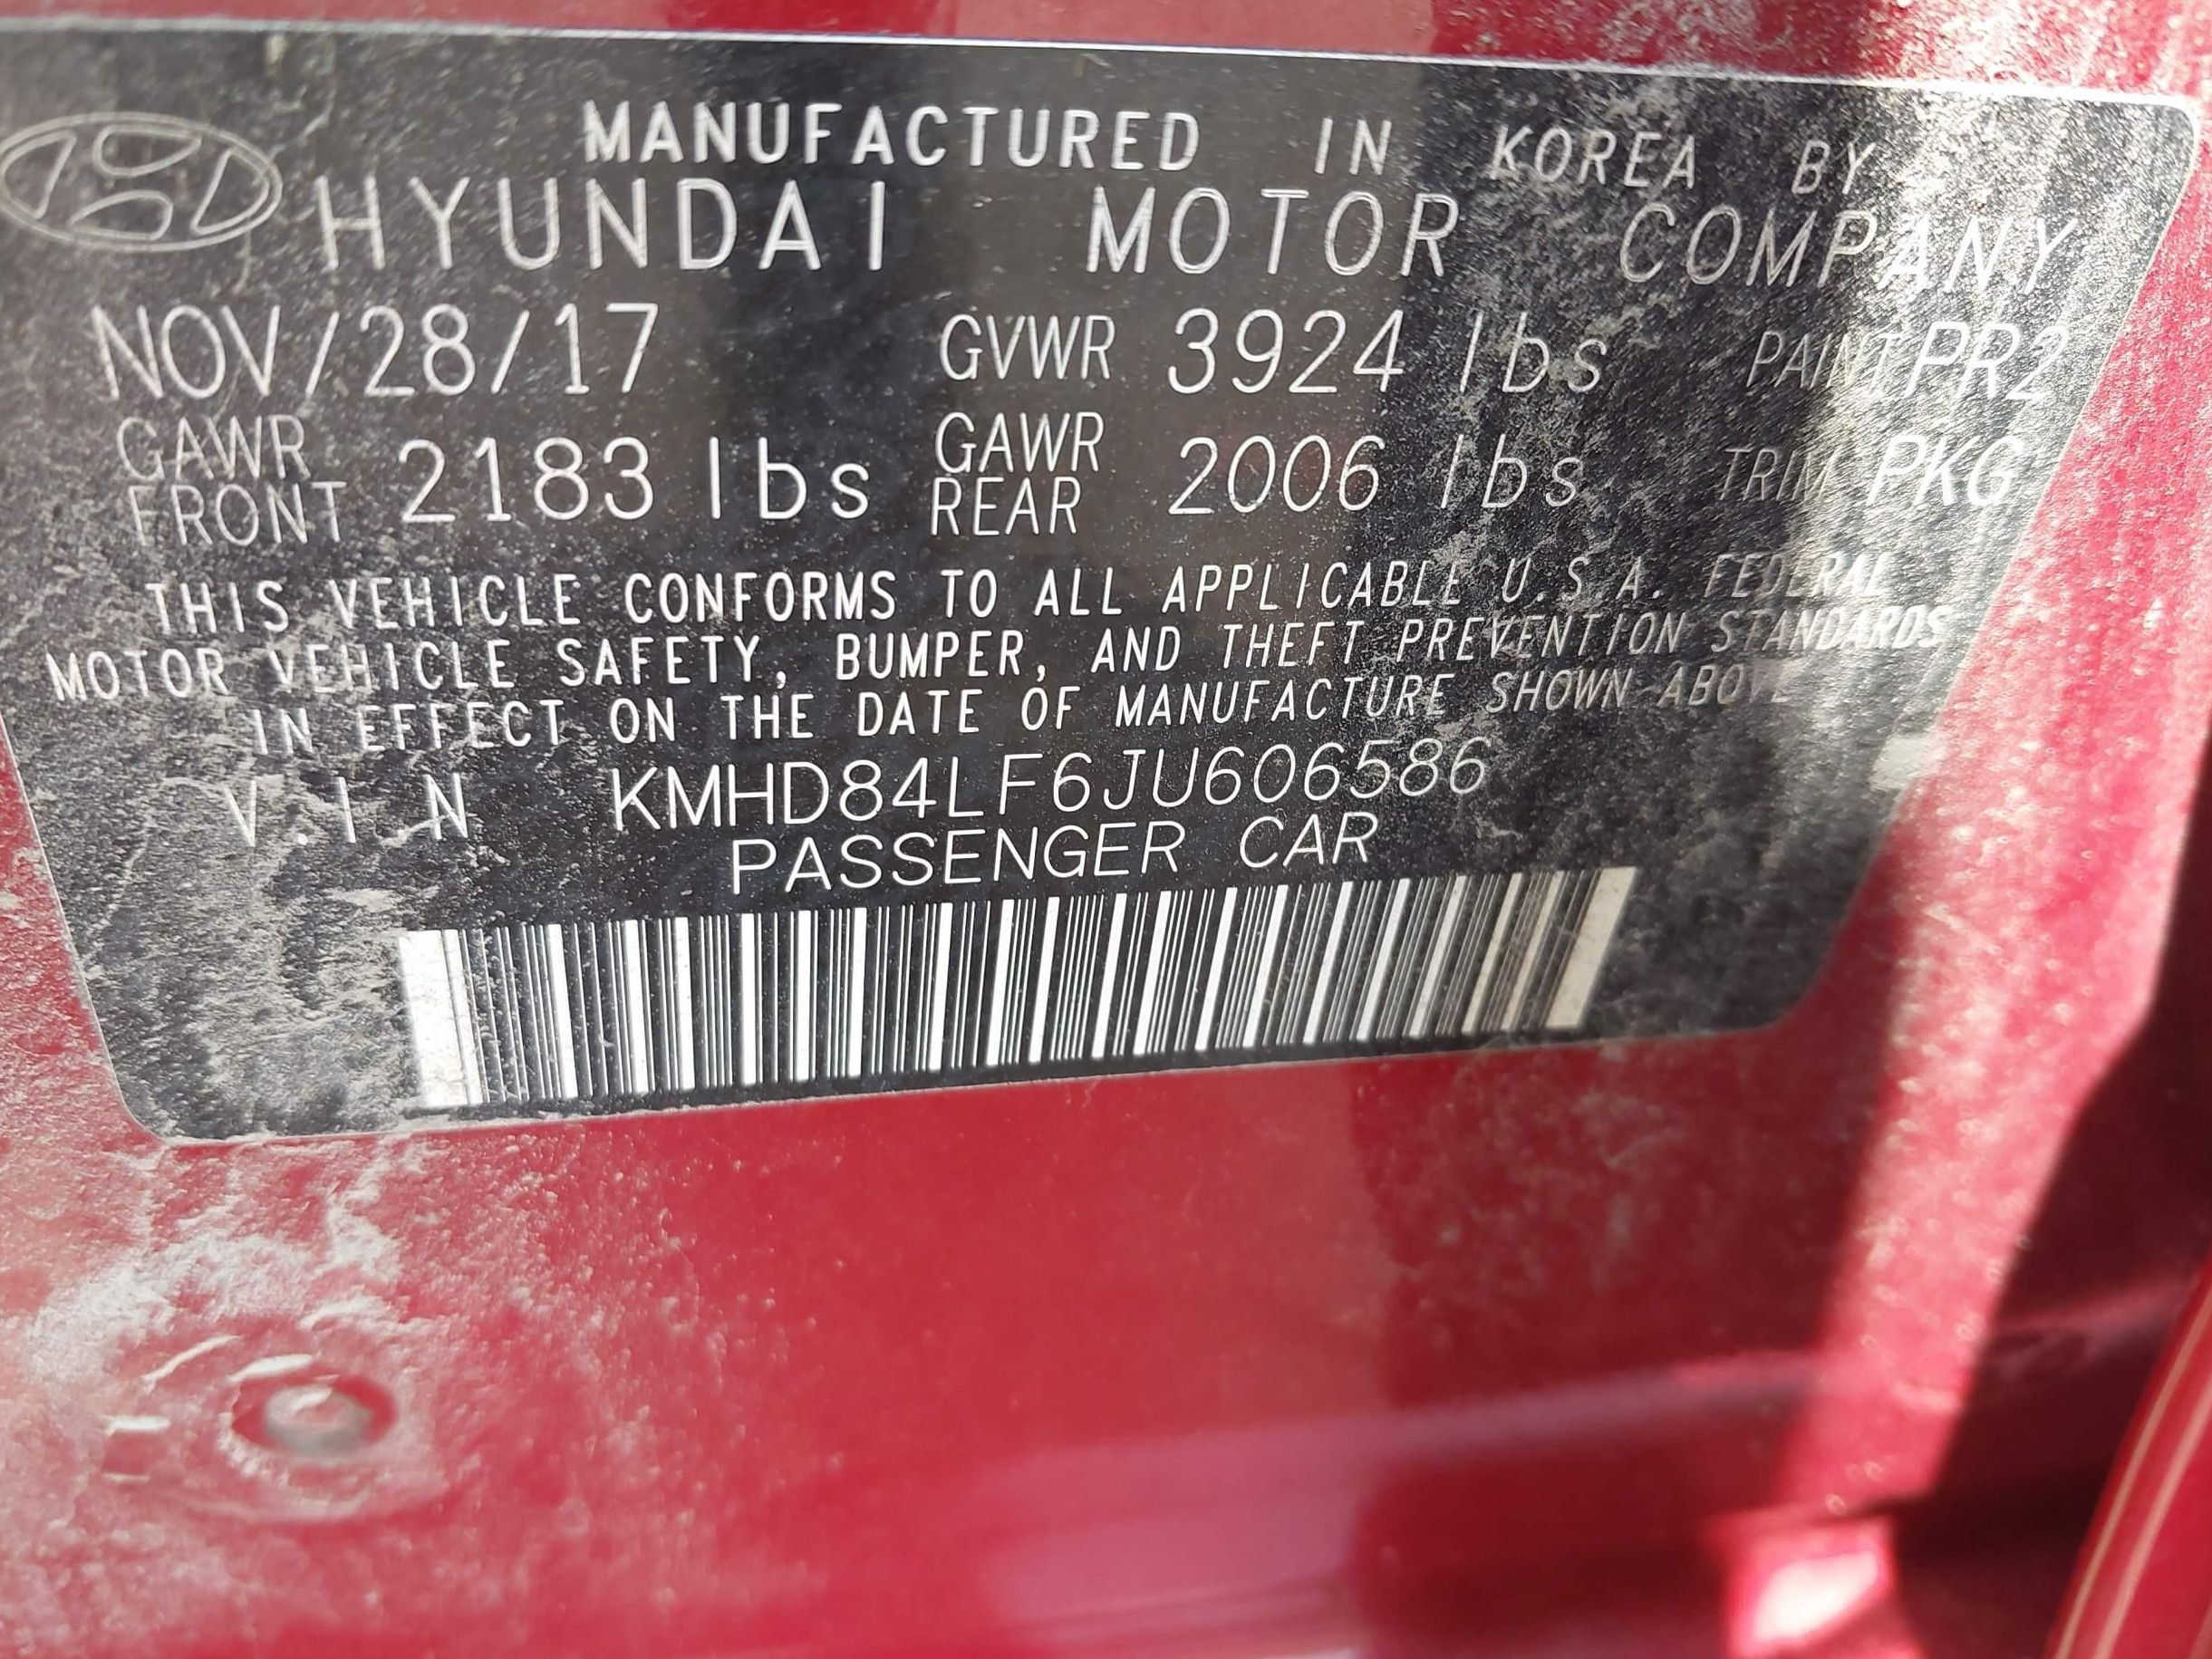 MANUFACTURED IN KOREA BY
HYUNDAI MOTOR COMPANY
NOV/28/17 GVWR 3924 lbs PAINT PR2
GAWR FRONT 2183 lbs GAWR REAR 2006 lbs TRIM PKG
THIS VEHICLE CONFORMS TO ALL APPLICABLE U.S.A. FEDERAL
MOTOR VEHICLE SAFETY, BUMPER, AND THEFT PREVENTION STANDARDS
IN EFFECT ON THE DATE OF MANUFACTURE SHOWN ABOVE
V.I.N KMHD84LF6JU606586
PASSENGER CAR